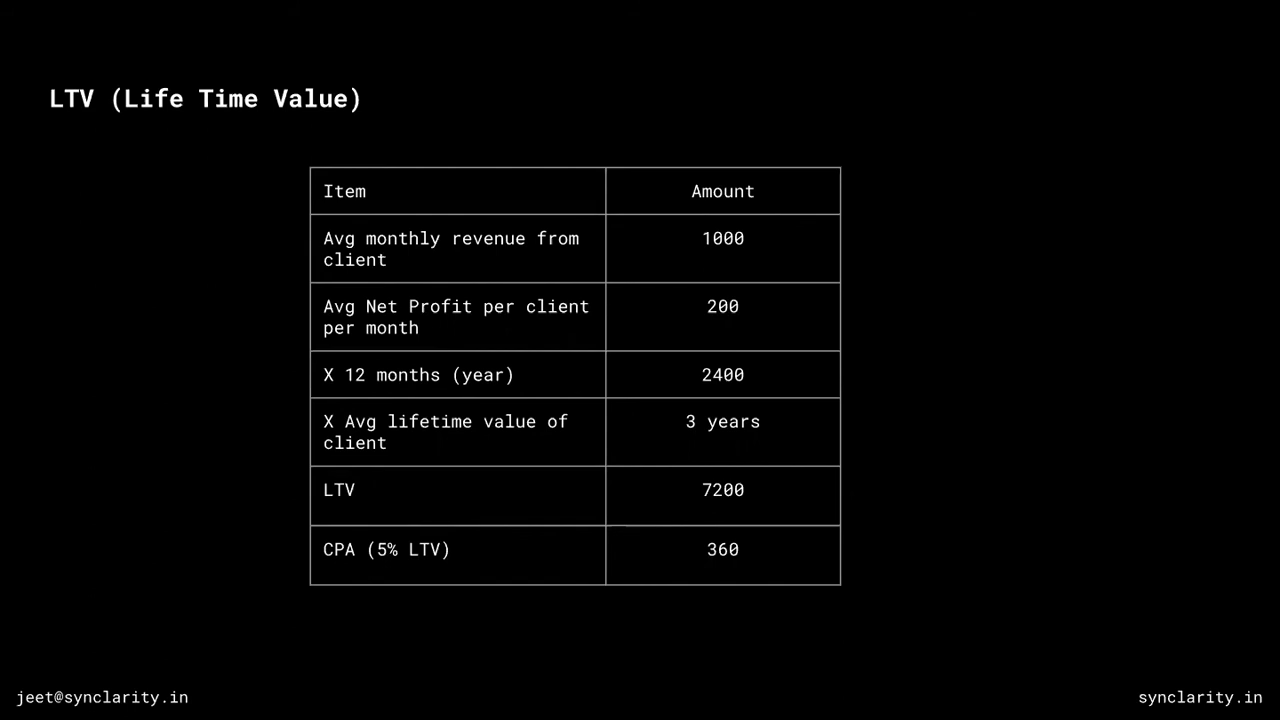 LTV (Life Time Value)
Item
Amount
Avg monthly revenue from
client
1000
Avg Net Profit per client
per month
200
X 12 months (year)
2400
X Avg lifetime value of
client
3 years
LTV
7200
CPA (5% LTV)
360
jeet@synclarity.in
synclarity.in